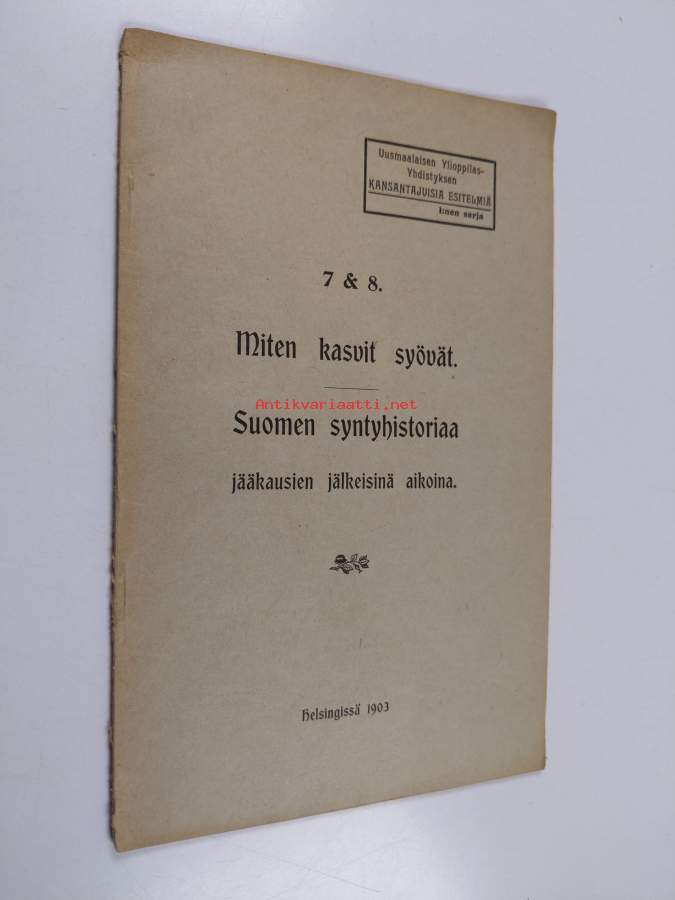 Uusmaalaisen Ylioppilas-
Yhdistyksen
KANSANTAJUISIA ESITELMIÄ
I:nen sarja
7 & 8.
Miten kasvit syövät.
Antikvariaatti.net
Suomen syntyhistoriaa
jääkausien jälkeisinä aikoina.
Helsingissä 1903